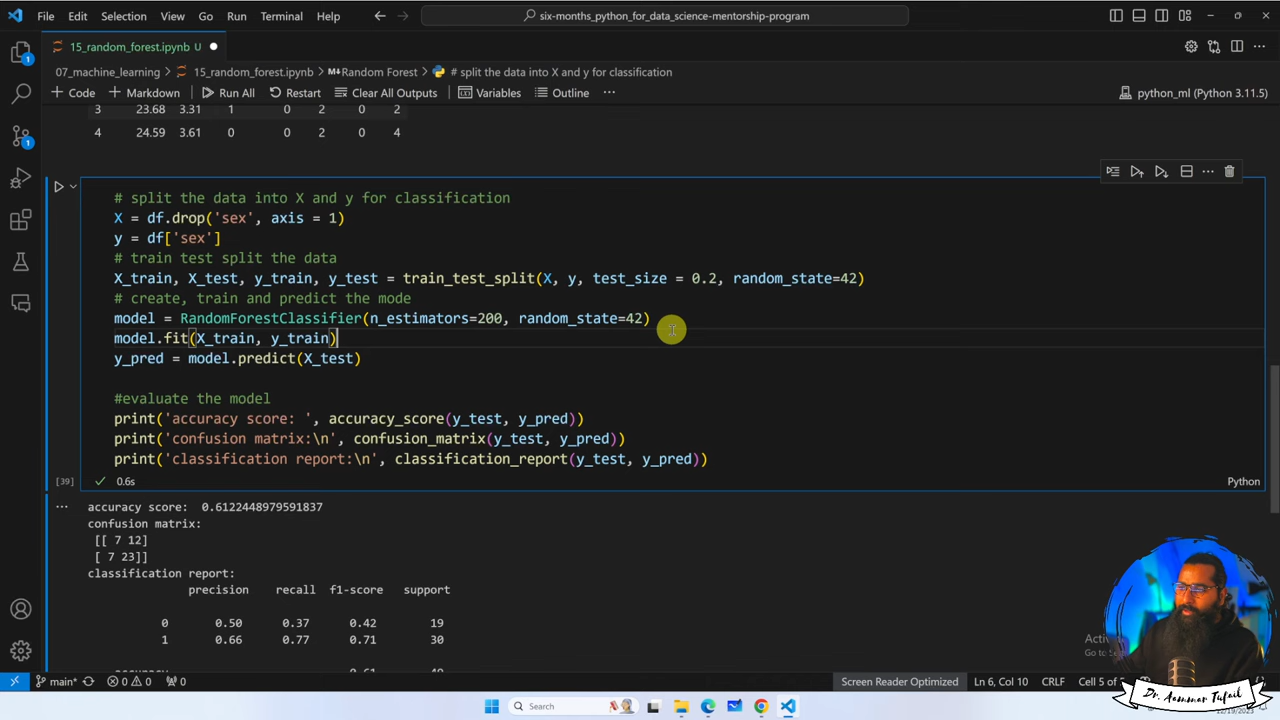 File Edit Selection View Go Run Terminal Help
six-months_python_for_data_science-mentorship-program
15_random_forest.ipynb U
07_machine_learning > 15_random_forest.ipynb > M↓Random Forest > # split the data into X and y for classification
+ Code + Markdown Run All Restart Clear All Outputs Variables Outline ... python_ml (Python 3.11.5)
3 23.68 3.31 1 0 2 0 2
4 24.59 3.61 0 0 2 0 4
# split the data into X and y for classification
X = df.drop('sex', axis = 1)
y = df['sex']
# train test split the data
X_train, X_test, y_train, y_test = train_test_split(X, y, test_size = 0.2, random_state=42)
# create, train and predict the mode
model = RandomForestClassifier(n_estimators=200, random_state=42)
model.fit(X_train, y_train)
y_pred = model.predict(X_test)
#evaluate the model
print('accuracy score: ', accuracy_score(y_test, y_pred))
print('confusion matrix:\n', confusion_matrix(y_test, y_pred))
print('classification report:\n', classification_report(y_test, y_pred))
[39] 0.6s Python
... accuracy score: 0.6122448979591837
confusion matrix:
[[ 7 12]
[ 7 23]]
classification report:
precision recall f1-score support
0 0.50 0.37 0.42 19
1 0.66 0.77 0.71 30
accuracy 0.61 49
main* 0 0 0 Screen Reader Optimized Ln 6, Col 10 CRLF Cell 5 of
Search
Dr. Aammar Tufail